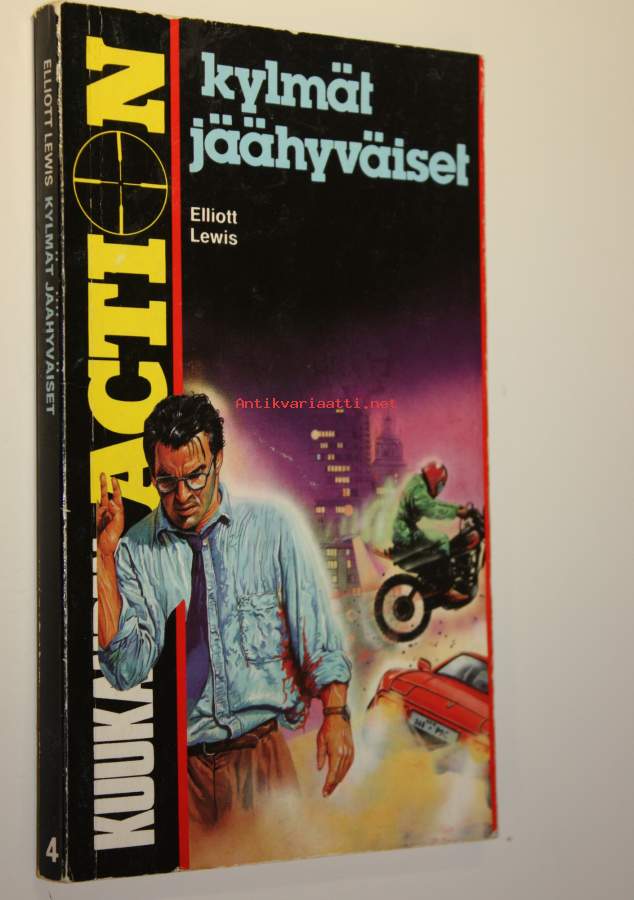 ELLIOTT LEWIS KYLMÄT JÄÄHYVÄISET
4
ACTION
kylmät
jäähyväiset
Elliott
Lewis
Antikvariaatti.net